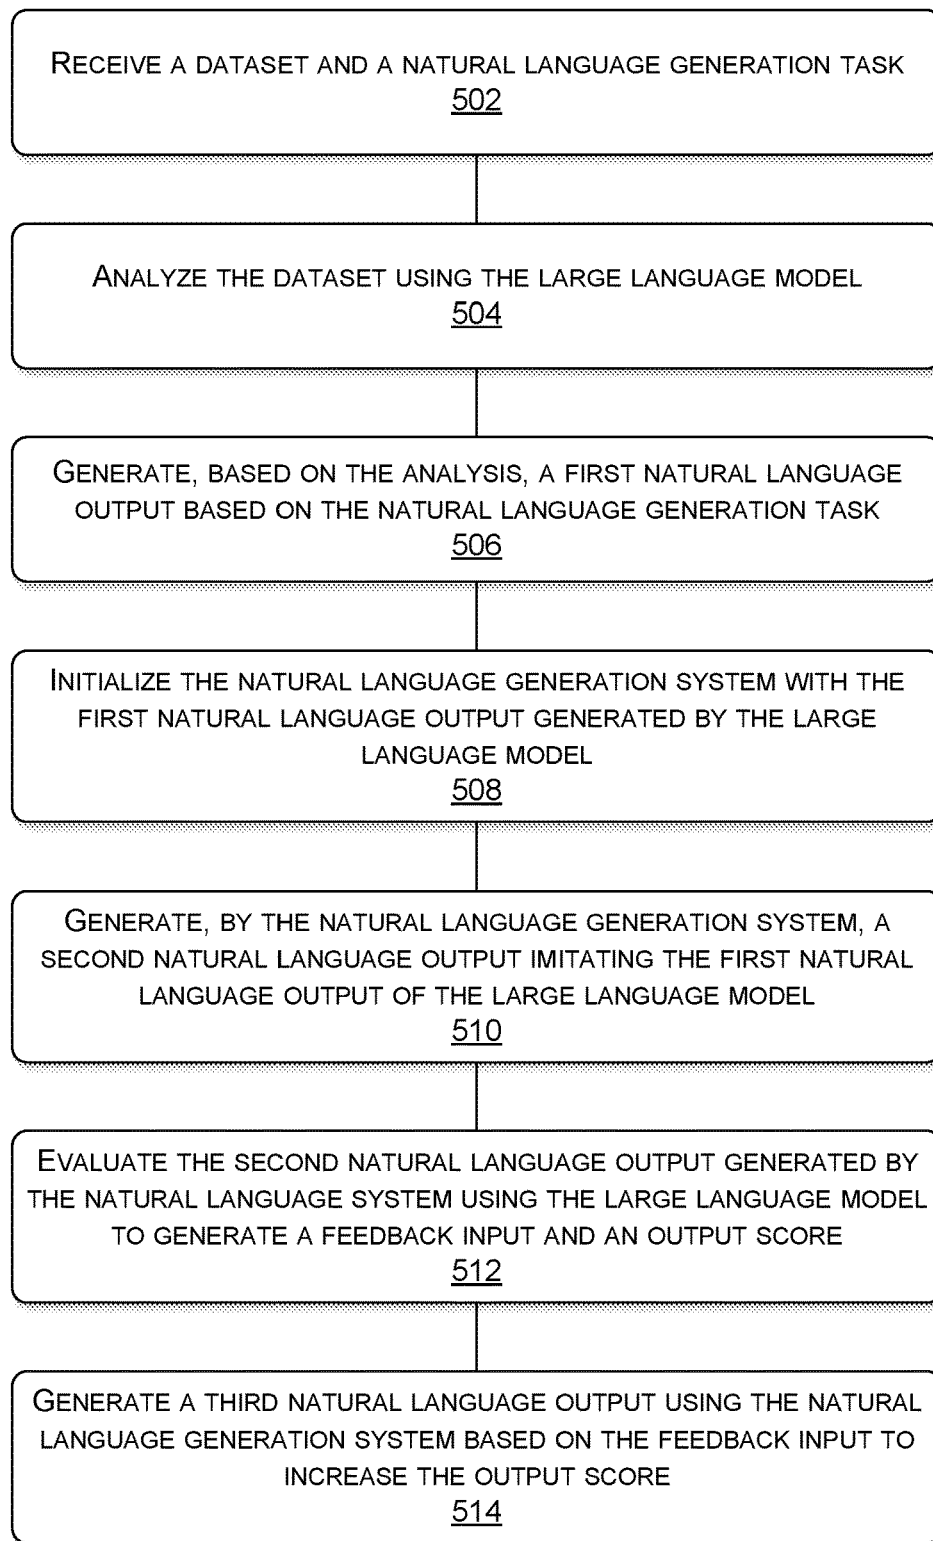 RECEIVE A DATASET AND A NATURAL LANGUAGE GENERATION TASK
502
ANALYZE THE DATASET USING THE LARGE LANGUAGE MODEL
504
GENERATE, BASED ON THE ANALYSIS, A FIRST NATURAL LANGUAGE
OUTPUT BASED ON THE NATURAL LANGUAGE GENERATION TASK
506
INITIALIZE THE NATURAL LANGUAGE GENERATION SYSTEM WITH THE
FIRST NATURAL LANGUAGE OUTPUT GENERATED BY THE LARGE
LANGUAGE MODEL
508
GENERATE, BY THE NATURAL LANGUAGE GENERATION SYSTEM, A
SECOND NATURAL LANGUAGE OUTPUT IMITATING THE FIRST NATURAL
LANGUAGE OUTPUT OF THE LARGE LANGUAGE MODEL
510
EVALUATE THE SECOND NATURAL LANGUAGE OUTPUT GENERATED BY
THE NATURAL LANGUAGE SYSTEM USING THE LARGE LANGUAGE MODEL
TO GENERATE A FEEDBACK INPUT AND AN OUTPUT SCORE
512
GENERATE A THIRD NATURAL LANGUAGE OUTPUT USING THE NATURAL
LANGUAGE GENERATION SYSTEM BASED ON THE FEEDBACK INPUT TO
INCREASE THE OUTPUT SCORE
514